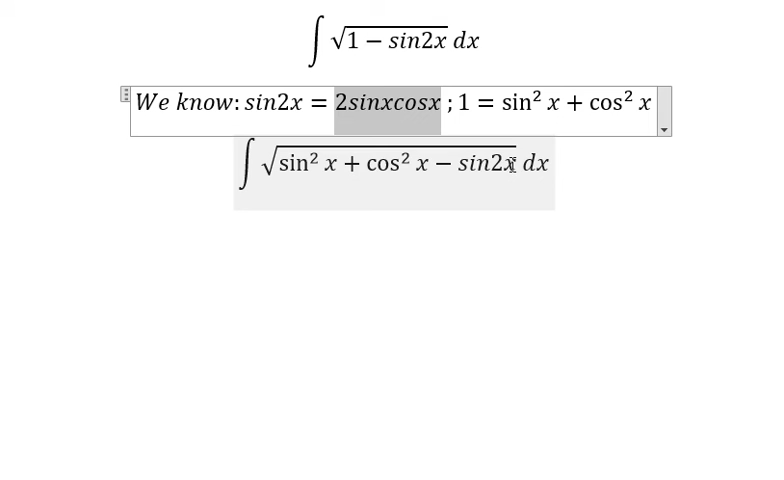 ∫ √1 − sin2x dx
We know: sin2x = 2sinxcosx ; 1 = sin² x + cos² x
∫ √sin² x + cos² x − sin2x dx